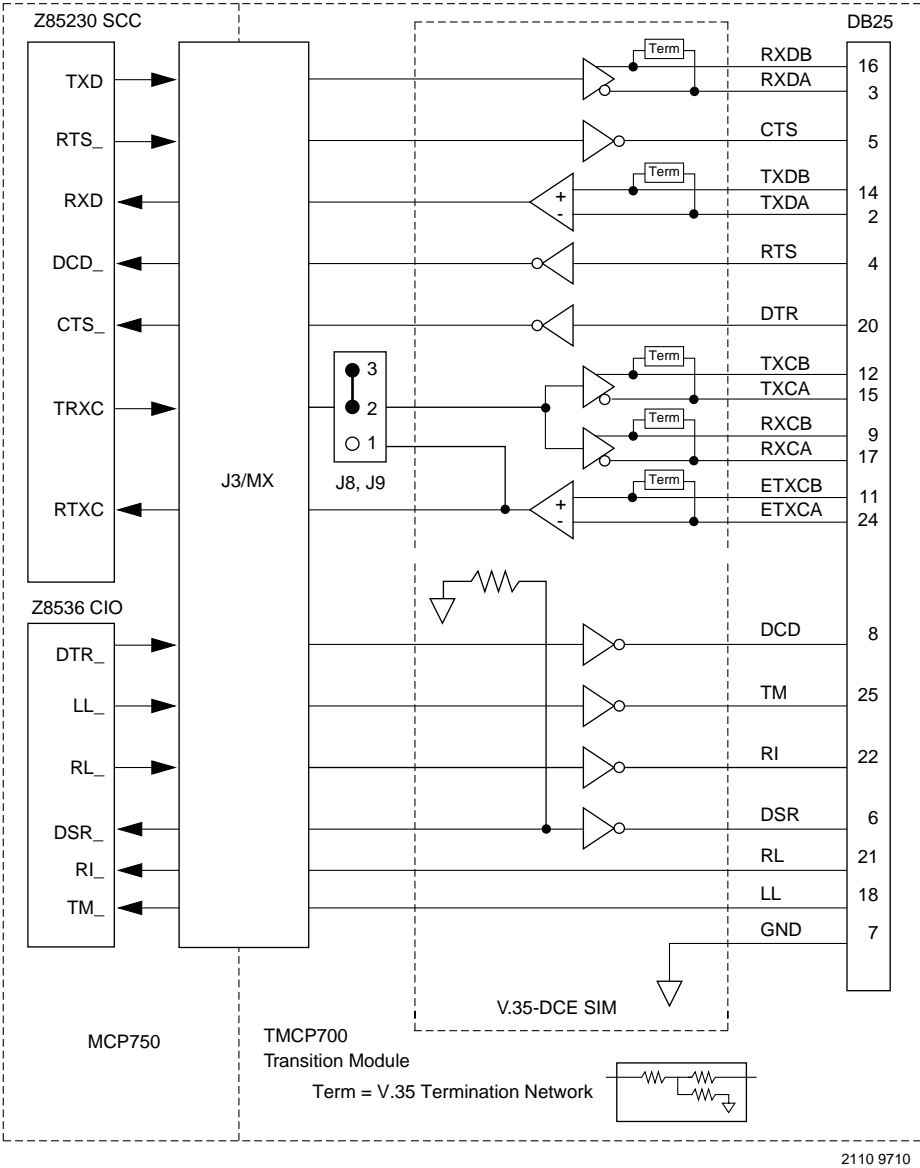 Z85230 SCC
DB25
TXD
Term
RXDB
16
RXDA
3
RTS_
CTS
5
Term
TXDB
14
RXD
+
-
TXDA
2
DCD_
RTS
4
CTS_
DTR
20
3
Term
TXCB
12
TRXC
2
TXCA
15
1
Term
RXCB
9
RXCA
17
J3/MX
J8, J9
Term
ETXCB
11
RTXC
+
-
ETXCA
24
Z8536 CIO
DTR_
DCD
8
LL_
TM
25
RL_
RI
22
DSR_
DSR
6
RI_
RL
21
TM_
LL
18
GND
7
V.35-DCE SIM
MCP750
TMCP700
Transition Module
Term = V.35 Termination Network
2110 9710